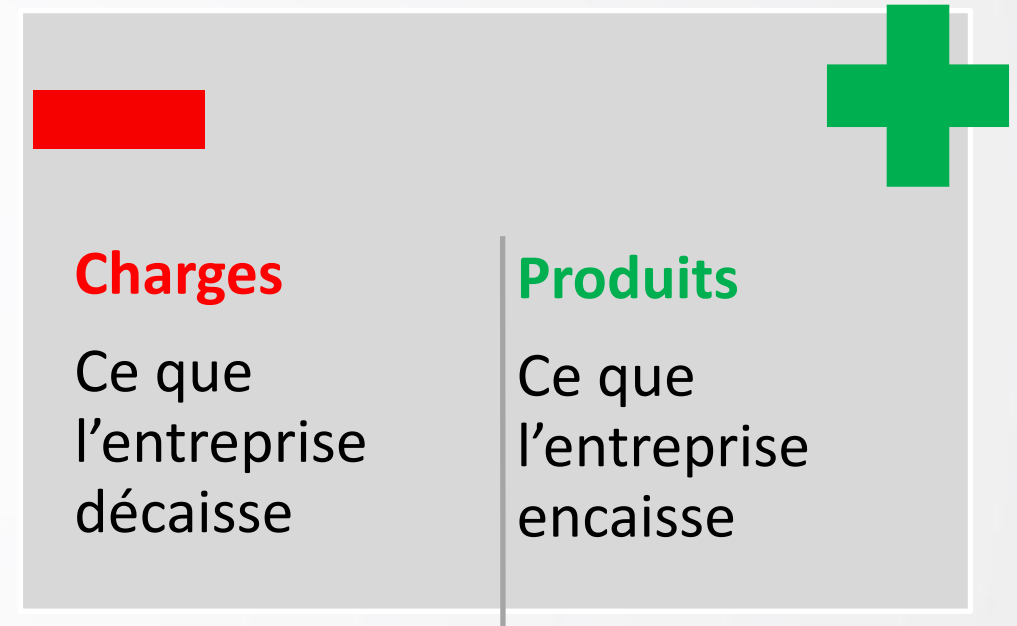 Charges
Ce que
l’entreprise
décaisse
Produits
Ce que
l’entreprise
encaisse